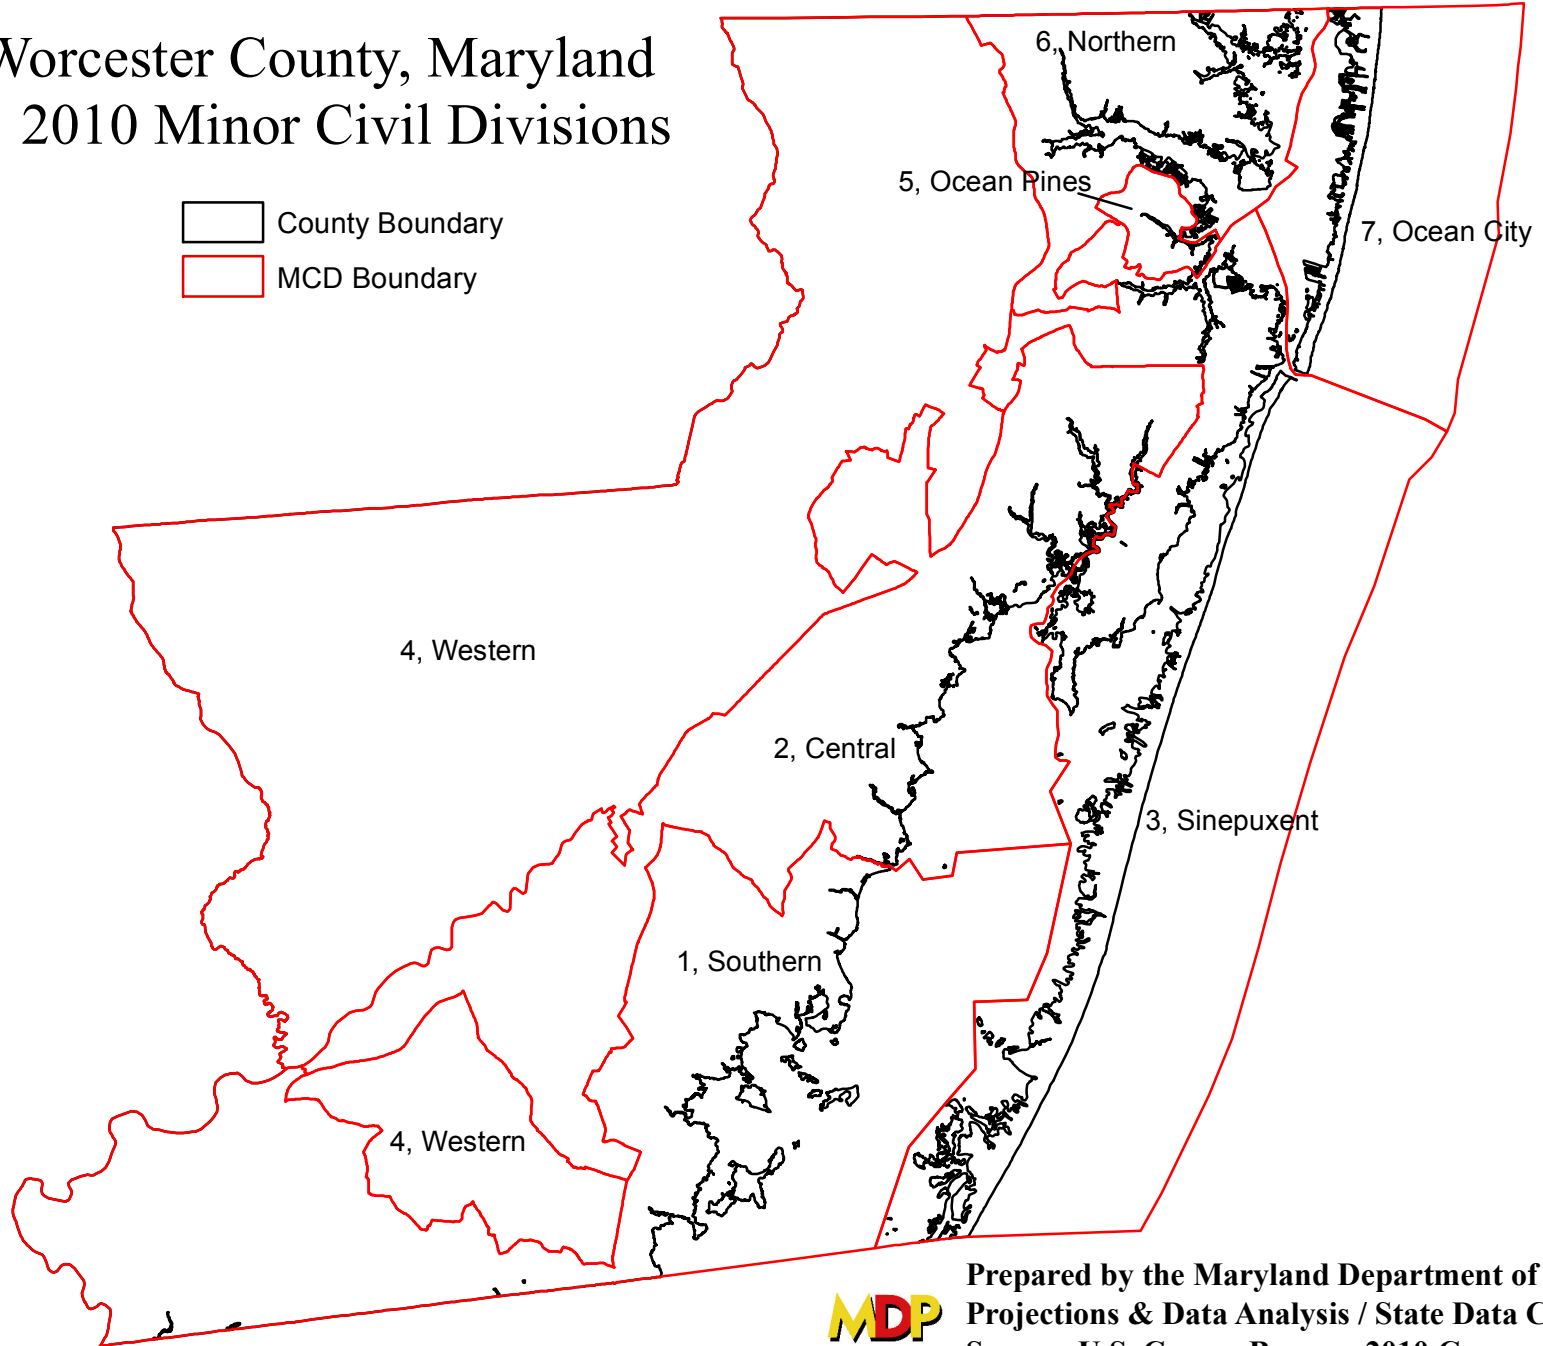 Worcester County, Maryland
2010 Minor Civil Divisions
County Boundary
MCD Boundary
6, Northern
5, Ocean Pines
7, Ocean City
4, Western
2, Central
3, Sinepuxent
1, Southern
4, Western
MDP
Prepared by the Maryland Department of
Projections & Data Analysis / State Data C